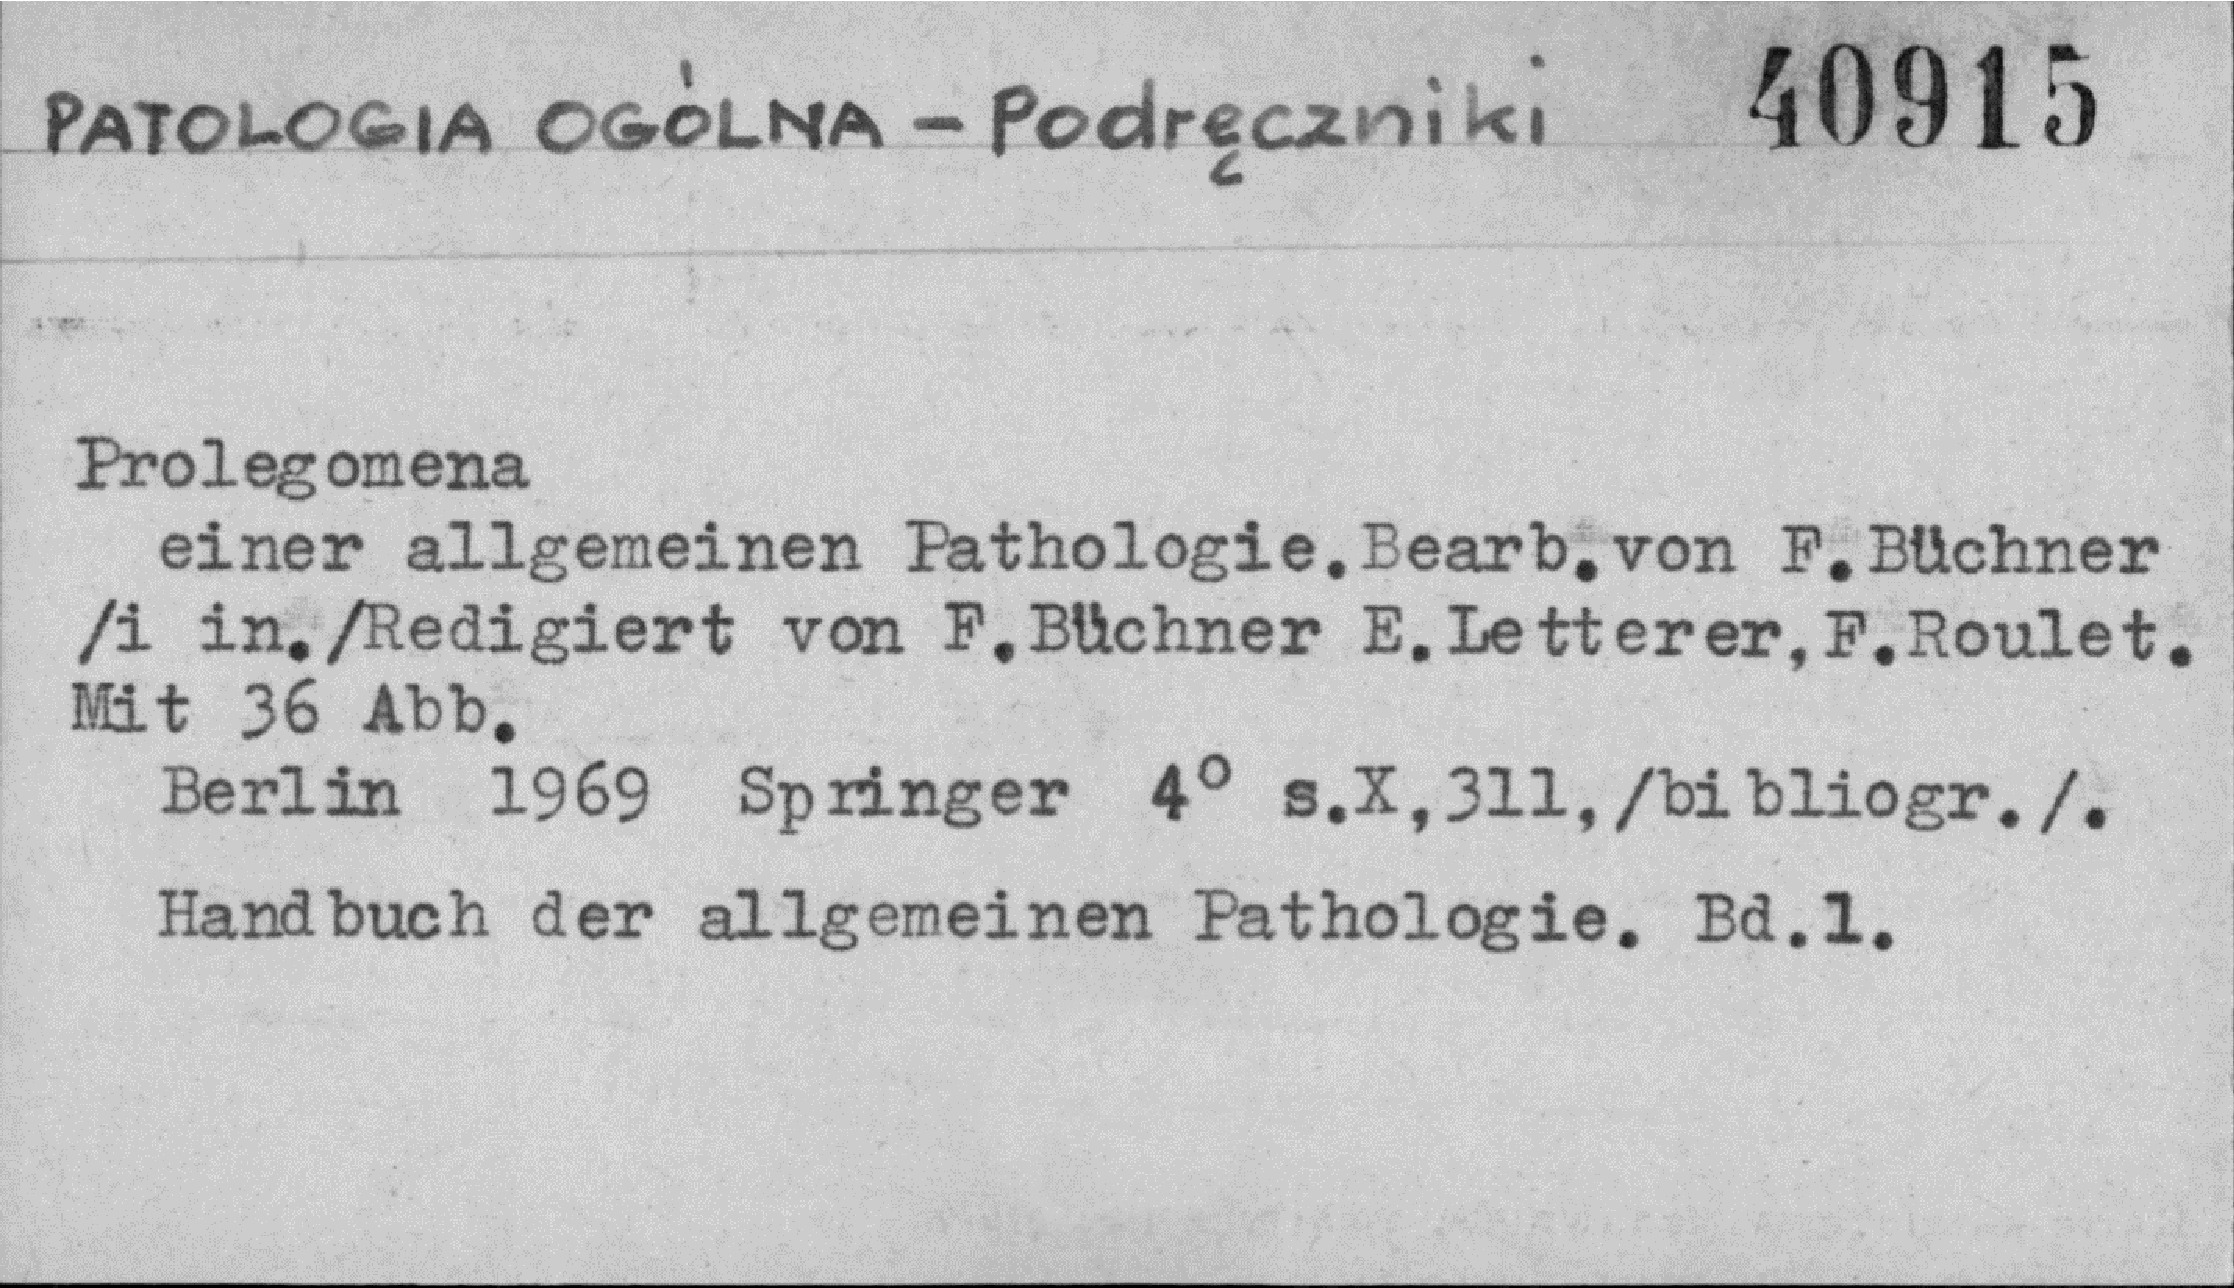 PATOLOGIA OGÓLNA - Podręczniki 40915
Prolegomena
einer allgemeinen Pathologie.Bearb.von F.Büchner
/i in./Redigiert von F.Büchner E.Letterer,F.Roulet.
Mit 36 Abb.
Berlin 1969 Springer 4° s.X,311,/bibliogr./.
Handbuch der allgemeinen Pathologie. Bd.1.